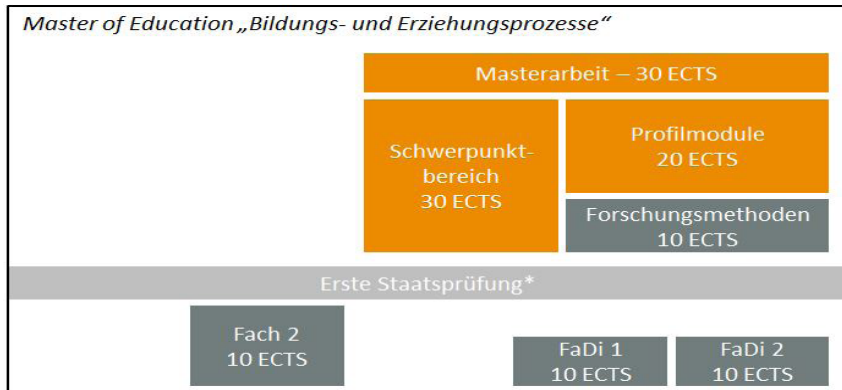 Master of Education „Bildungs- und Erziehungsprozesse“
Masterarbeit – 30 ECTS
Schwerpunkt-
bereich
30 ECTS
Profilmodule
20 ECTS
Forschungsmethoden
10 ECTS
Erste Staatsprüfung*
Fach 2
10 ECTS
FaDi 1
10 ECTS
FaDi 2
10 ECTS